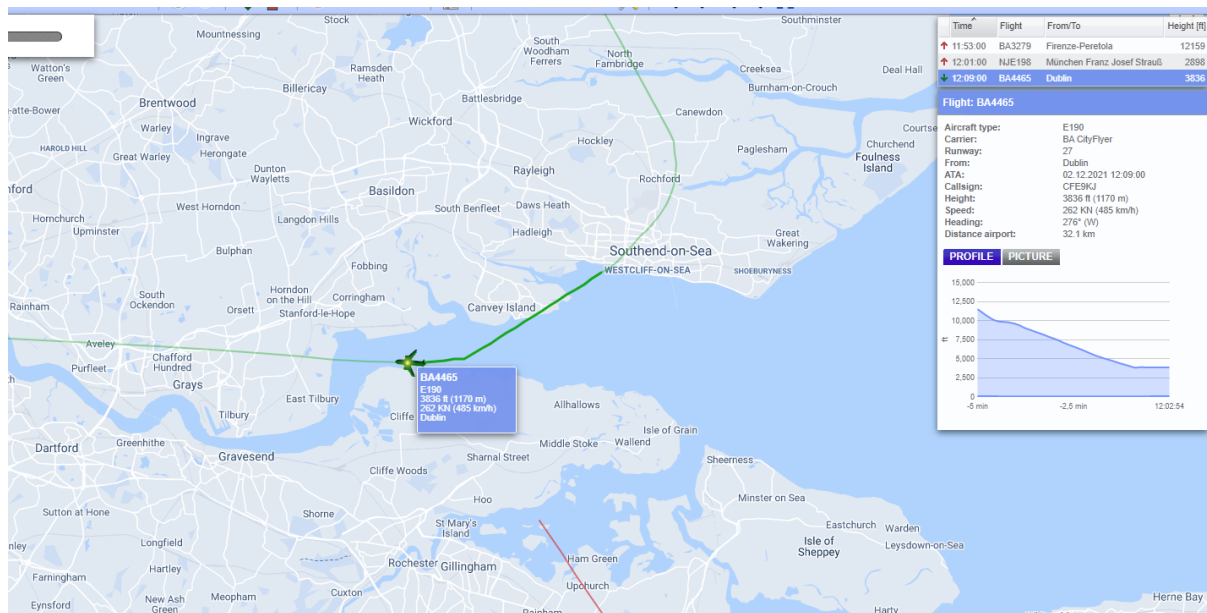 Stock
Southminster
Mountnessing
South
Woodham
Ferrers
North
Fambridge
Watton's
Green
Ramsden
Heath
Creeksea
Deal Hall
Billericay
Burnham-on-Crouch
Battlesbridge
Brentwood
Canewdon
Wickford
Warley
Ingrave
Hockley
Paglesham
Courtse
Churchend
Foulness
Island
HAROLD HILL
Great Warley
Herongate
Dunton
Wayletts
Rayleigh
Rochford
Basildon
West Horndon
South Benfleet
Daws Heath
Hornchurch
Langdon Hills
Upminster
Hadleigh
Great
Wakering
Bulphan
Southend-on-Sea
Fobbing
WESTCLIFF-ON-SEA
SHOEBURYNESS
South
Ockendon
Horndon
on the Hill
Corringham
Rainham
Orsett
Stanford-le-Hope
Canvey Island
Aveley
Chafford
Hundred
Purfleet
Grays
BA4465
E190
3836 ft (1170 m)
262 KN (485 km/h)
Dublin
East Tilbury
Tilbury
Cliffe
Allhallows
Isle of Grain
Greenhithe
Dartford
Gravesend
Middle Stoke
Wallend
Sharnal Street
Sheerness
Cliffe Woods
Hoo
Minster on Sea
Sutton at Hone
Shorne
St Mary's
Island
Eastchurch
Warden
Isle of
Sheppey
Leysdown-on-Sea
Longfield
Rochester
Gillingham
Ham Green
Hartley
Upchurch
Farningham
Cuxton
New Ash
Green
Meopham
Eynsford
Rainham
Harty
Herne Bay
Time Flight From/To Height [ft]
11:53:00 BA3279 Firenze-Peretola 12159
12:01:00 NJE198 München Franz Josef Strauß 2898
12:09:00 BA4465 Dublin 3836
Flight: BA4465
Aircraft type: E190
Carrier: BA CityFlyer
Runway: 27
From: Dublin
ATA: 02.12.2021 12:09:00
Callsign: CFE9KJ
Height: 3836 ft (1170 m)
Speed: 262 KN (485 km/h)
Heading: 276° (W)
Distance airport: 32.1 km
PROFILE PICTURE
15,000
12,500
10,000
7,500
5,000
2,500
0
ft
-5 min -2,5 min 12:02:54